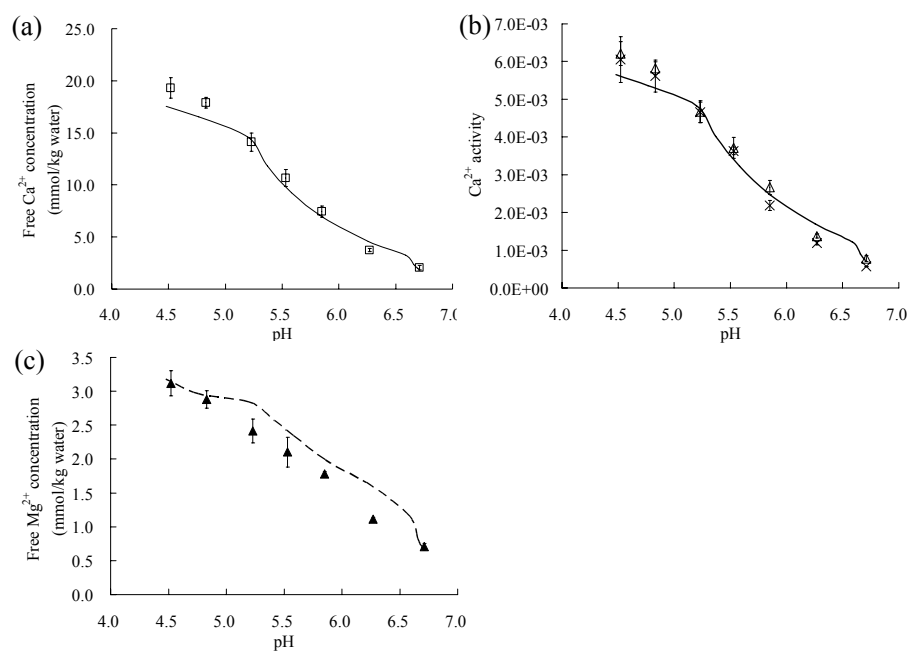 (a)
25.0
20.0
15.0
10.0
5.0
0.0
Free Ca²⁺ concentration
(mmol/kg water)
4.0 4.5 5.0 5.5 6.0 6.5 7.0
pH
(b)
7.0E-03
6.0E-03
5.0E-03
4.0E-03
3.0E-03
2.0E-03
1.0E-03
0.0E+00
Ca²⁺ activity
4.0 4.5 5.0 5.5 6.0 6.5 7.0
pH
(c)
3.5
3.0
2.5
2.0
1.5
1.0
0.5
0.0
Free Mg²⁺ concentration
(mmol/kg water)
4.0 4.5 5.0 5.5 6.0 6.5 7.0
pH